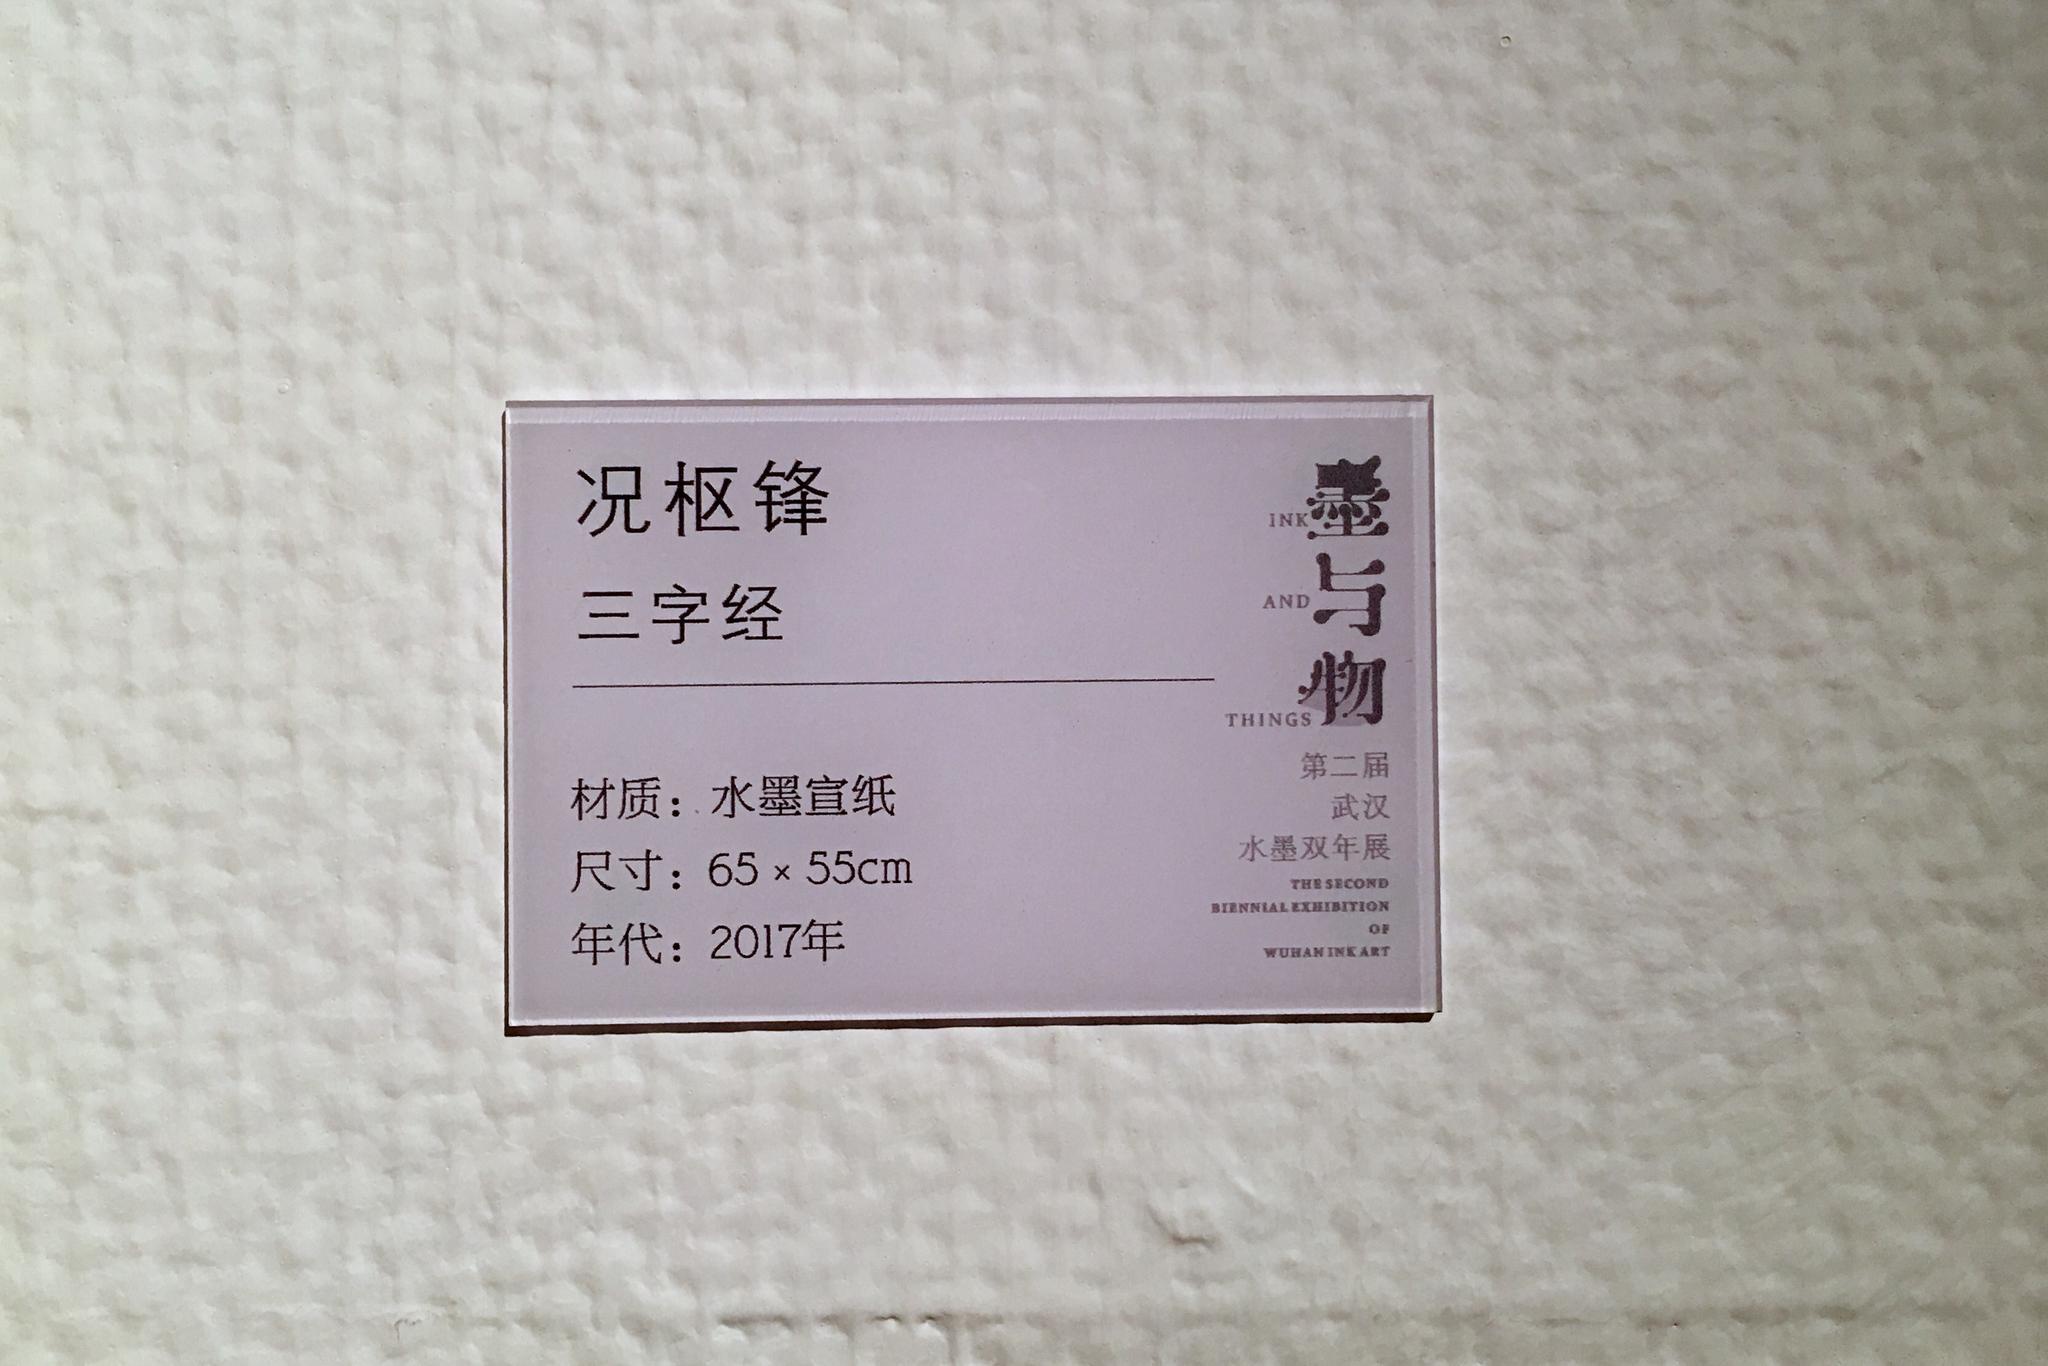 况枢锋
三字经
材质：水墨宣纸
尺寸：65×55cm
年代：2017年
INK
墨
AND
与
THINGS
物
第二届
武汉
水墨双年展
THE SECOND
BIENNIAL EXHIBITION
OF
WUHAN INK ART